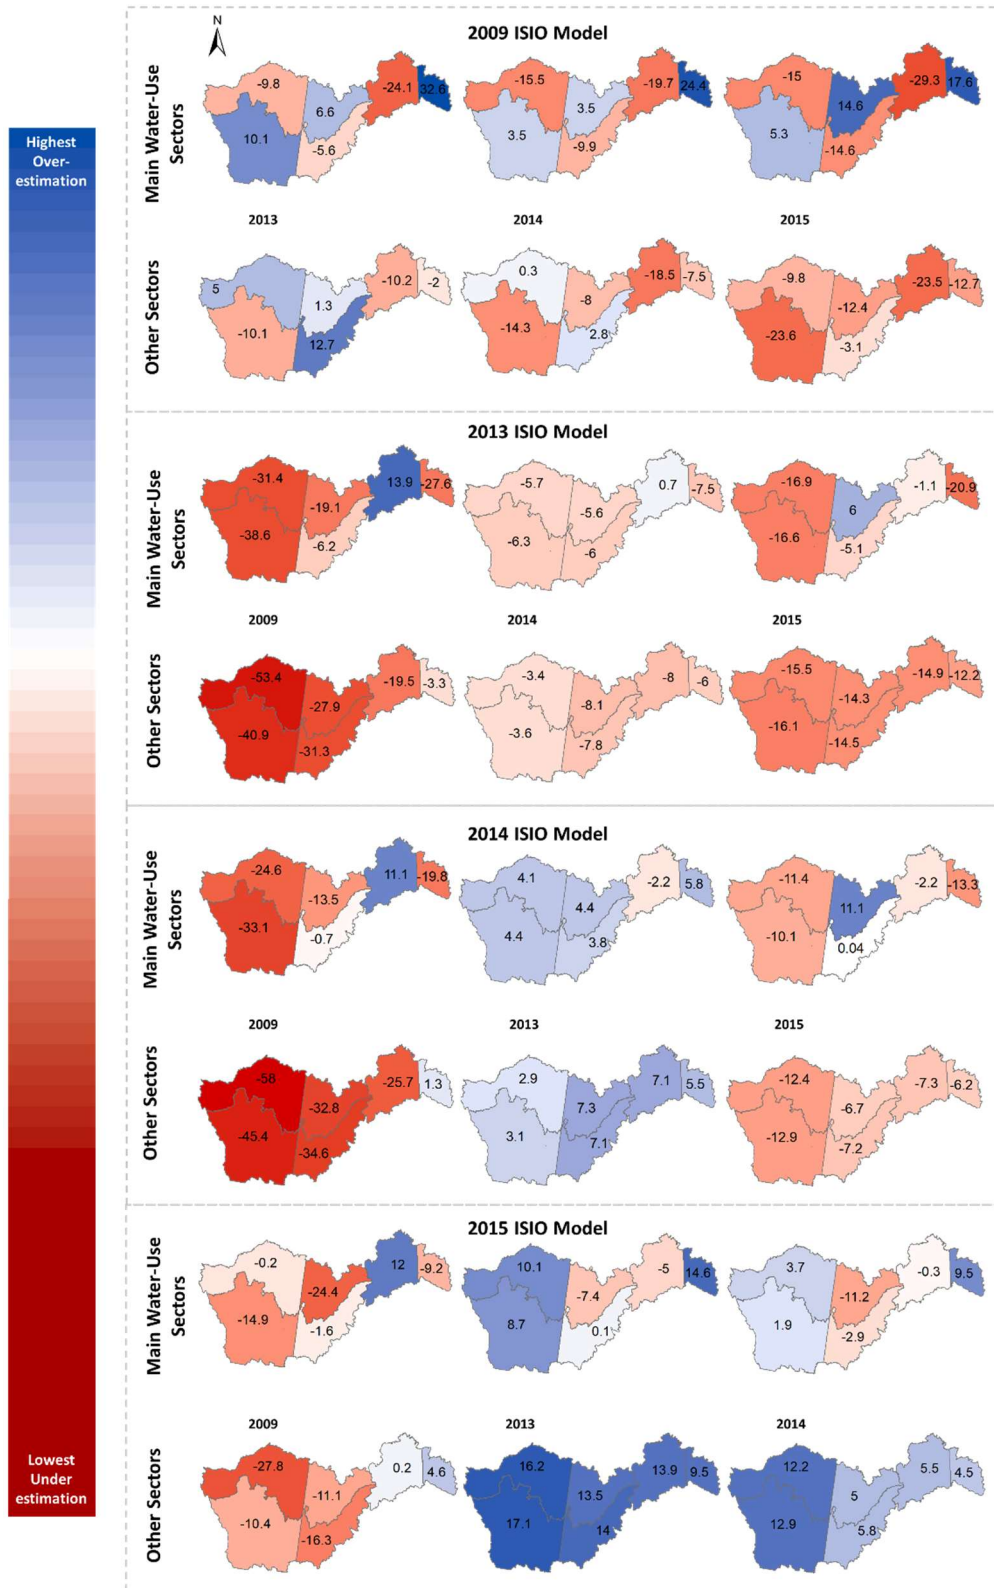 N
2009 ISIO Model
Highest
Over-
estimation
Main Water-Use
Sectors
-9.8 6.6 -24.1 32.6
10.1 -5.6
-15.5 3.5 -19.7 24.4
3.5 -9.9
-15 14.6 -29.3 17.6
5.3 -14.6
2013 2014 2015
Other Sectors
5 1.3 -10.2 -2
-10.1 12.7
0.3 -8 -18.5 -7.5
-14.3 2.8
-9.8 -12.4 -23.5 -12.7
-23.6 -3.1
2013 ISIO Model
Main Water-Use
Sectors
-31.4 -19.1 13.9 -27.6
-38.6 -6.2
-5.7 -5.6 0.7 -7.5
-6.3 -6
-16.9 6 -1.1 -20.9
-16.6 -5.1
2009 2014 2015
Other Sectors
-53.4 -27.9 -19.5 -3.3
-40.9 -31.3
-3.4 -8.1 -8 -6
-3.6 -7.8
-15.5 -14.3 -14.9 -12.2
-16.1 -14.5
2014 ISIO Model
Main Water-Use
Sectors
-24.6 -13.5 11.1 -19.8
-33.1 -0.7
4.1 4.4 -2.2 5.8
4.4 3.8
-11.4 11.1 -2.2 -13.3
-10.1 0.04
2009 2013 2015
Other Sectors
-58 -32.8 -25.7 1.3
-45.4 -34.6
2.9 7.3 7.1 5.5
3.1 7.1
-12.4 -6.7 -7.3 -6.2
-12.9 -7.2
2015 ISIO Model
Main Water-Use
Sectors
-0.2 -24.4 12 -9.2
-14.9 -1.6
10.1 -7.4 -5 14.6
8.7 0.1
3.7 -11.2 -0.3 9.5
1.9 -2.9
2009 2013 2014
Other Sectors
-27.8 -11.1 0.2 4.6
-10.4 -16.3
16.2 13.5 13.9 9.5
17.1 14
12.2 5 5.5 4.5
12.9 5.8
Lowest
Under
estimation